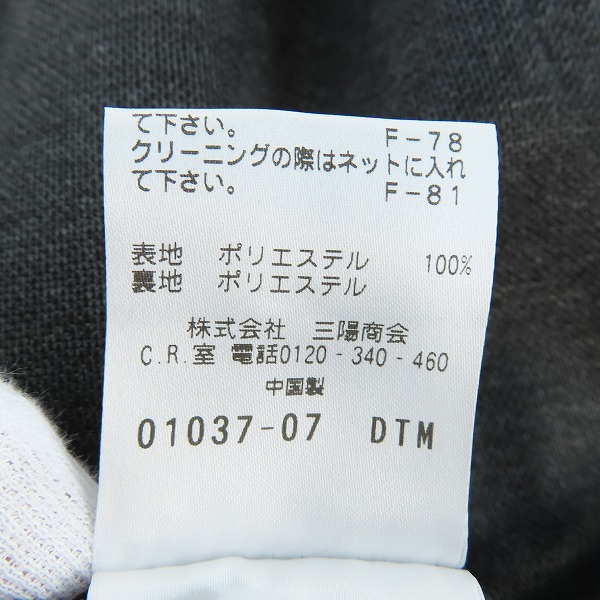 て下さい。 F-78
クリーニングの際はネットに入れ
て下さい。 F-81
表地 ポリエステル 100%
裏地 ポリエステル
株式会社 三陽商会
C.R.室 電話0120-340-460
中国製
01037-07 DTM